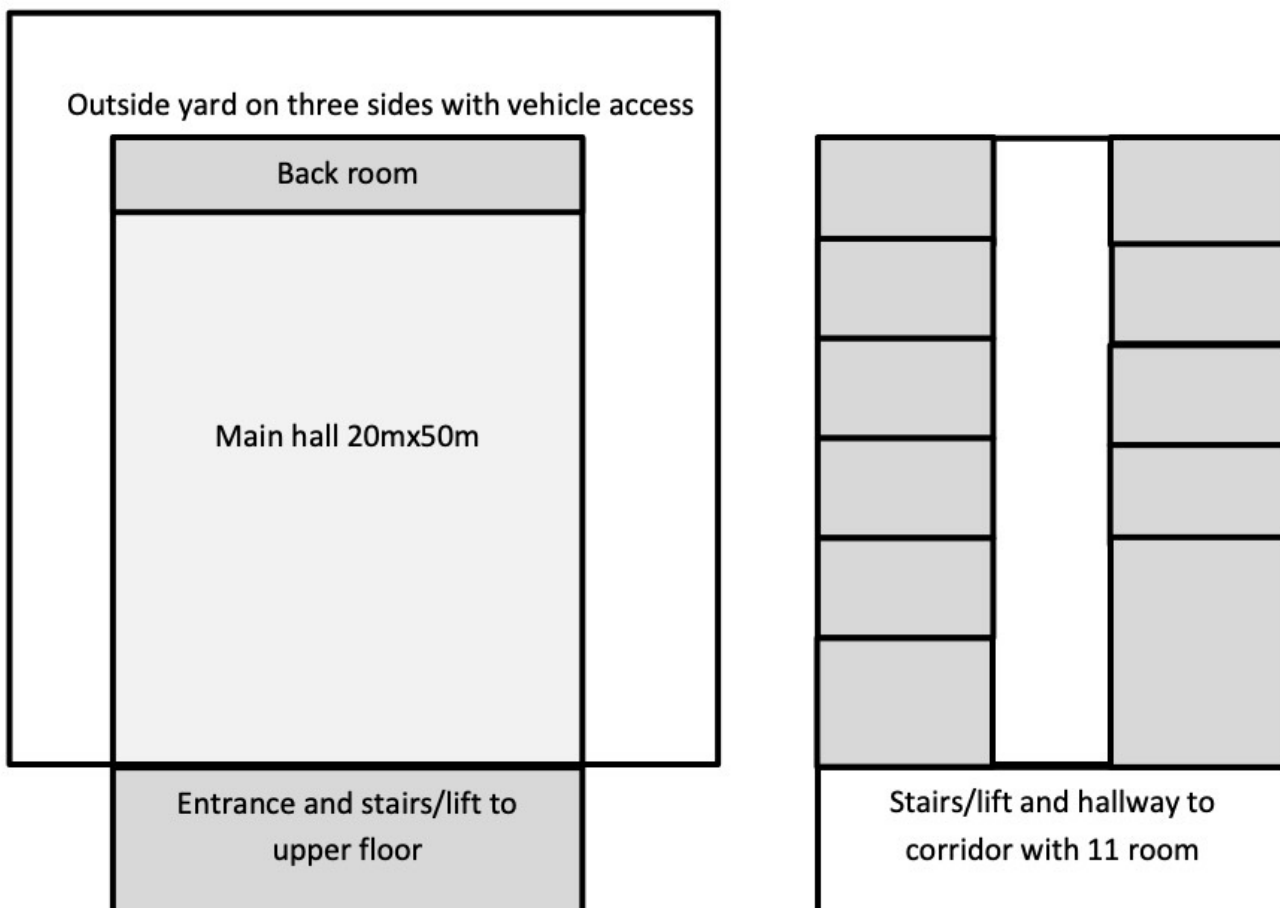 Outside yard on three sides with vehicle access
Back room
Main hall 20mx50m
Entrance and stairs/lift to
upper floor
Stairs/lift and hallway to
corridor with 11 room